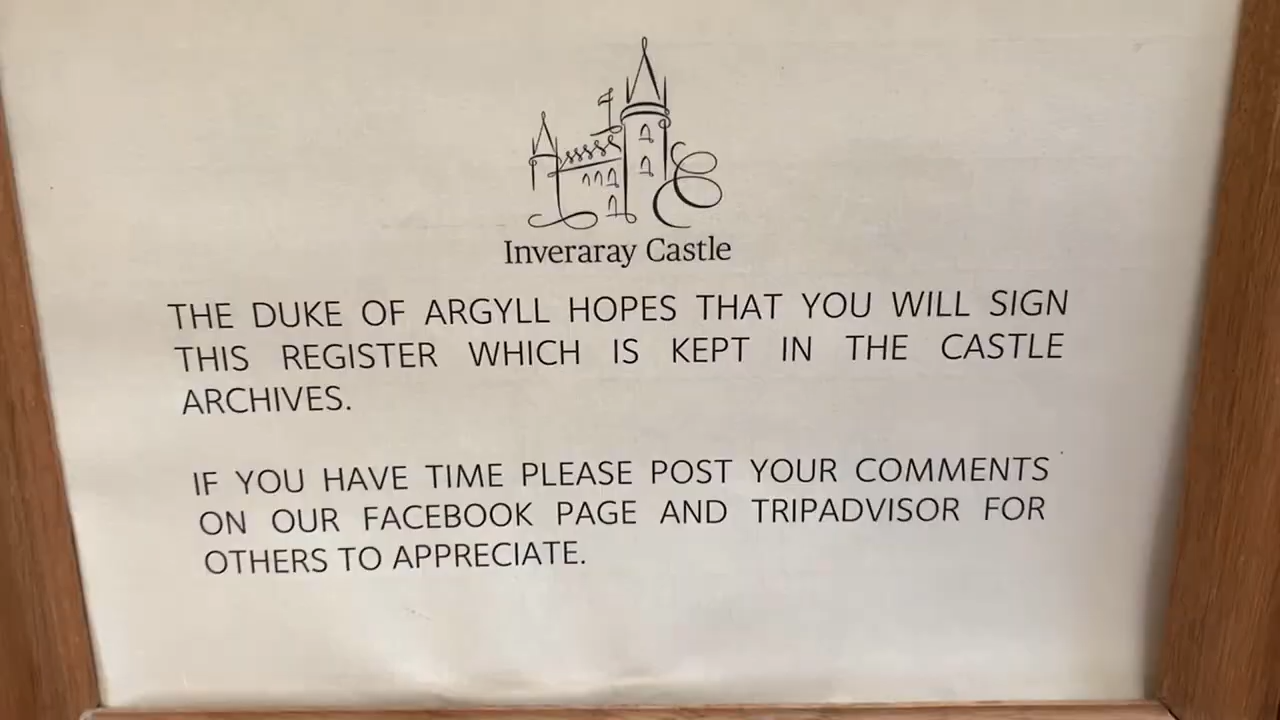 Inveraray Castle
THE DUKE OF ARGYLL HOPES THAT YOU WILL SIGN
THIS REGISTER WHICH IS KEPT IN THE CASTLE
ARCHIVES.
IF YOU HAVE TIME PLEASE POST YOUR COMMENTS
ON OUR FACEBOOK PAGE AND TRIPADVISOR FOR
OTHERS TO APPRECIATE.